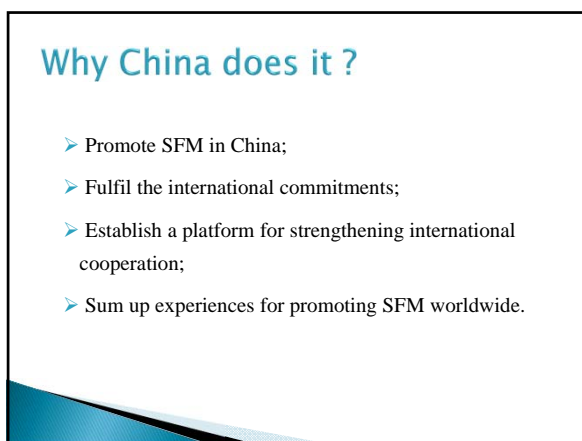 Why China does it ?
➢ Promote SFM in China;
➢ Fulfil the international commitments;
➢ Establish a platform for strengthening international
cooperation;
➢ Sum up experiences for promoting SFM worldwide.